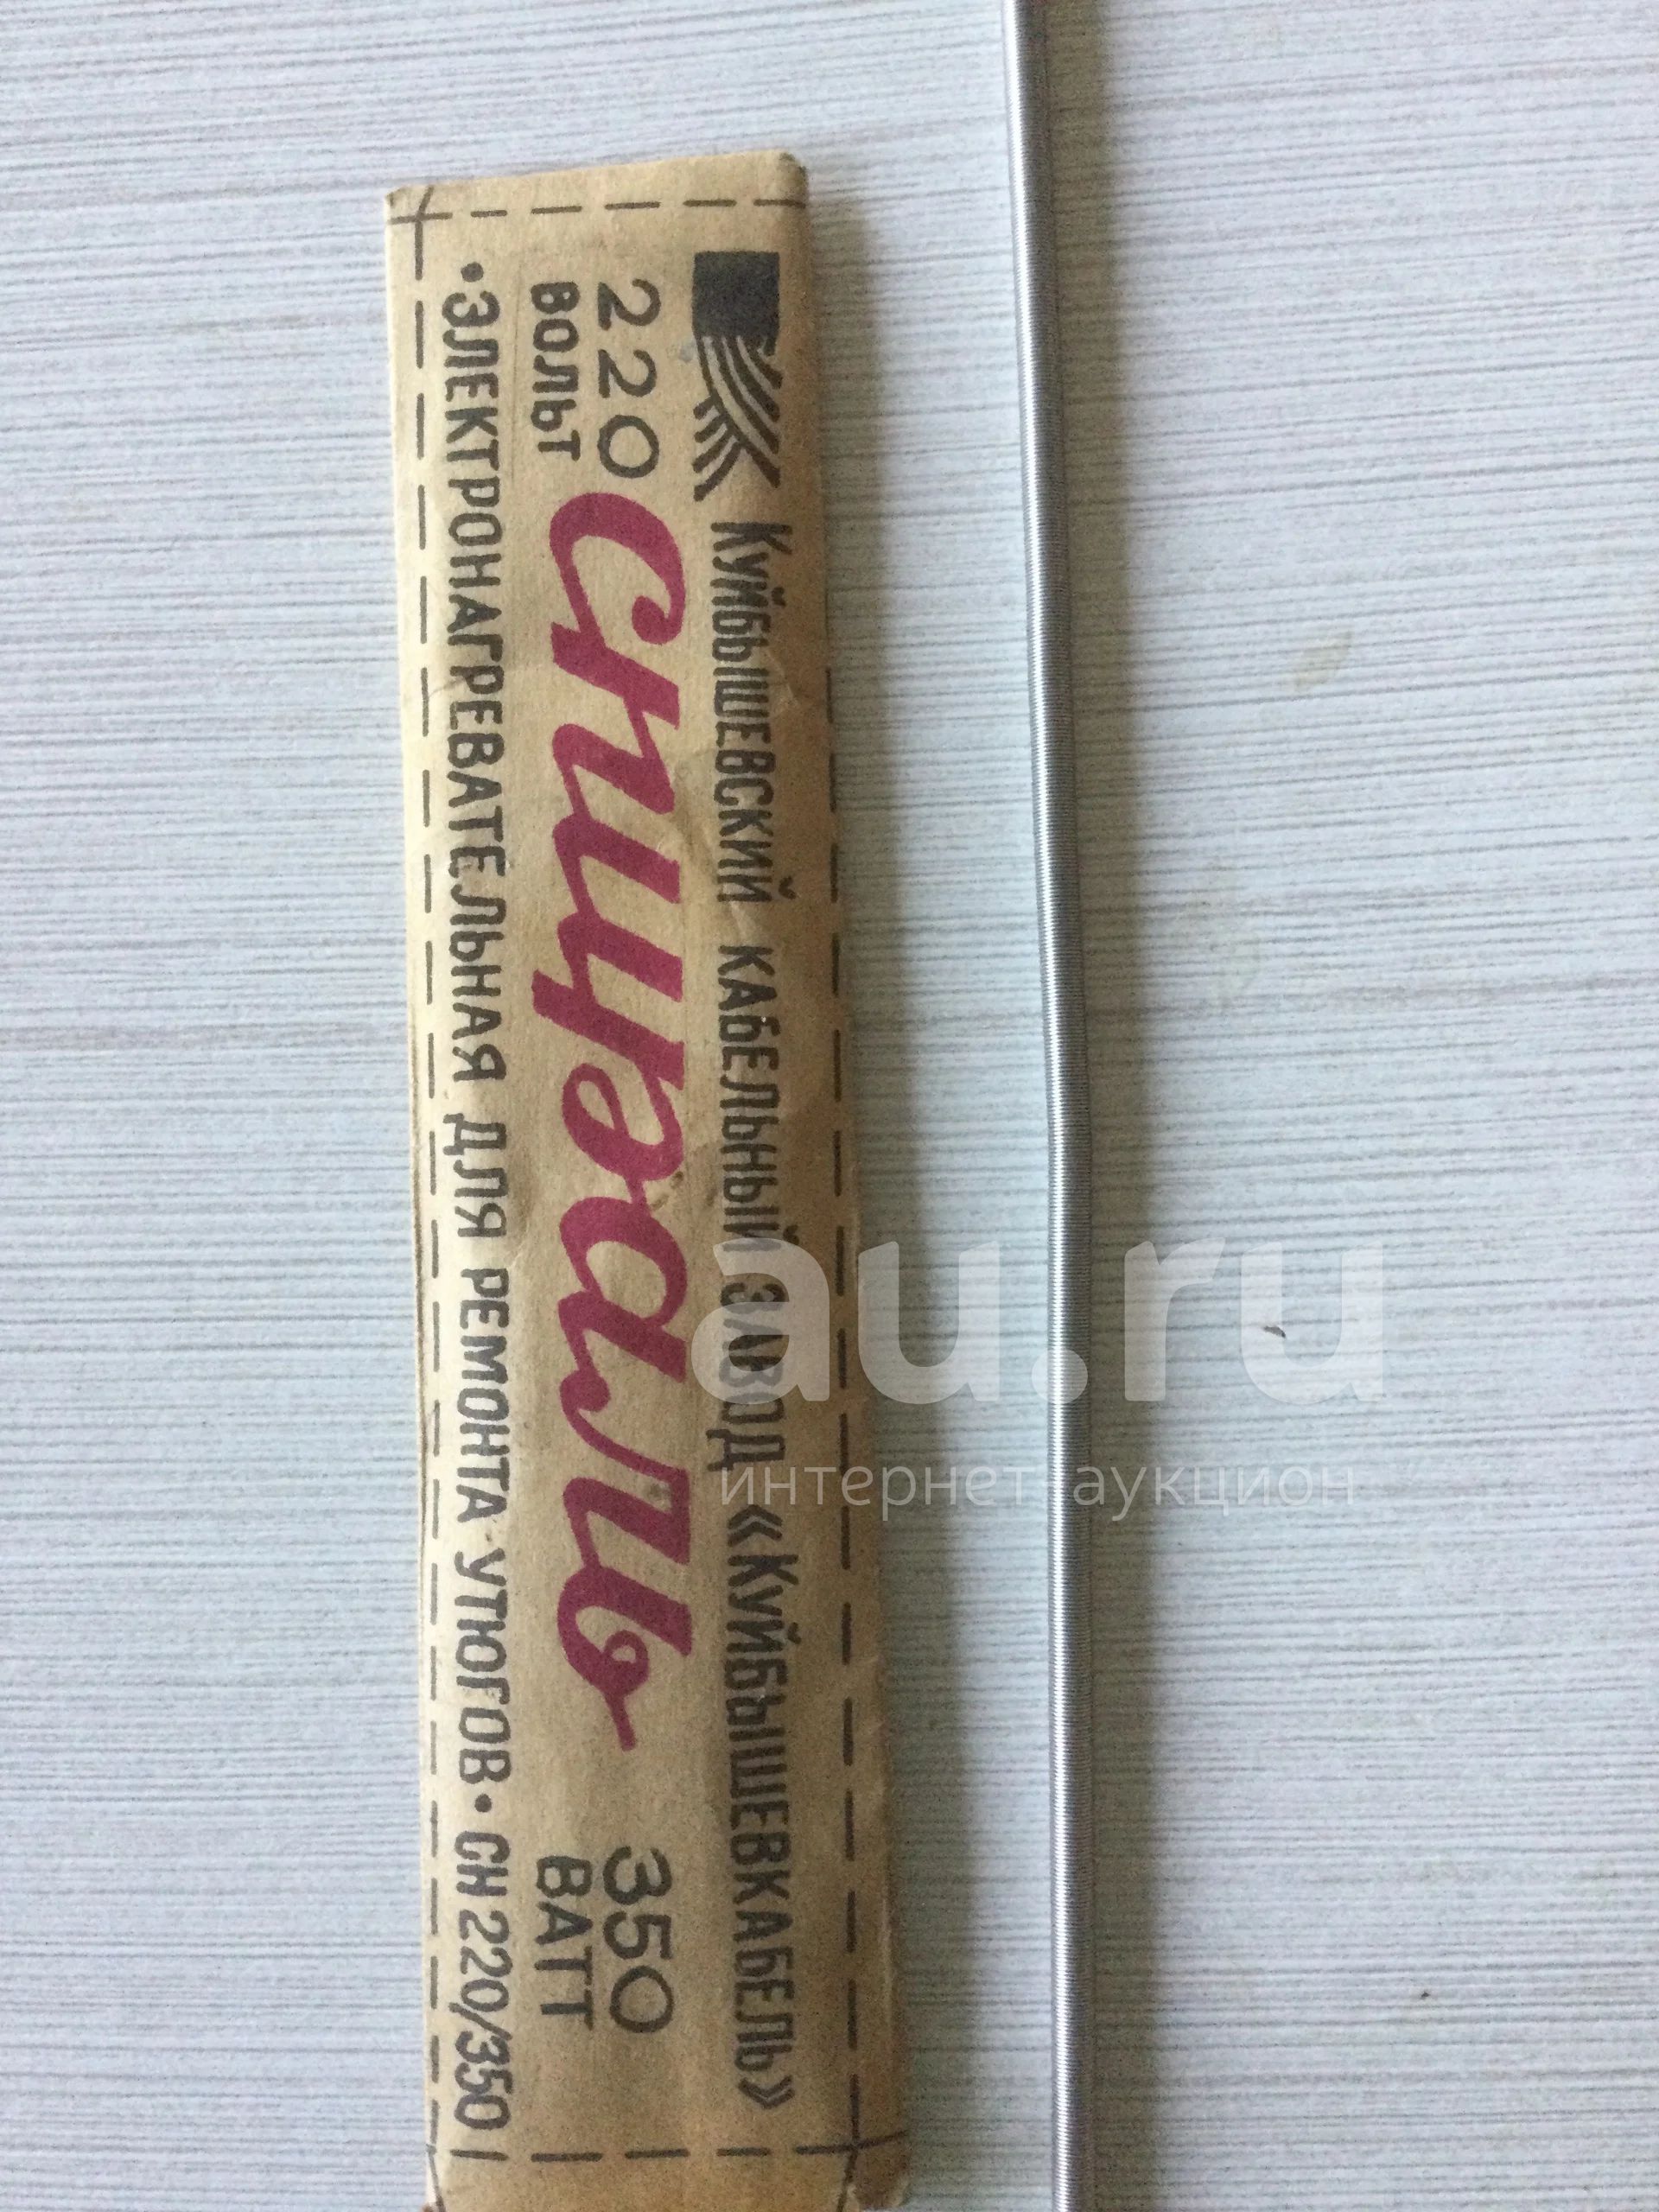 Куйбышевский кабельный завод «Куйбышевкабель»
220 вольт
Спираль
350 ватт
•Электронагревательная для ремонта утюгов• СН 220/350
au.ru
интернет аукцион